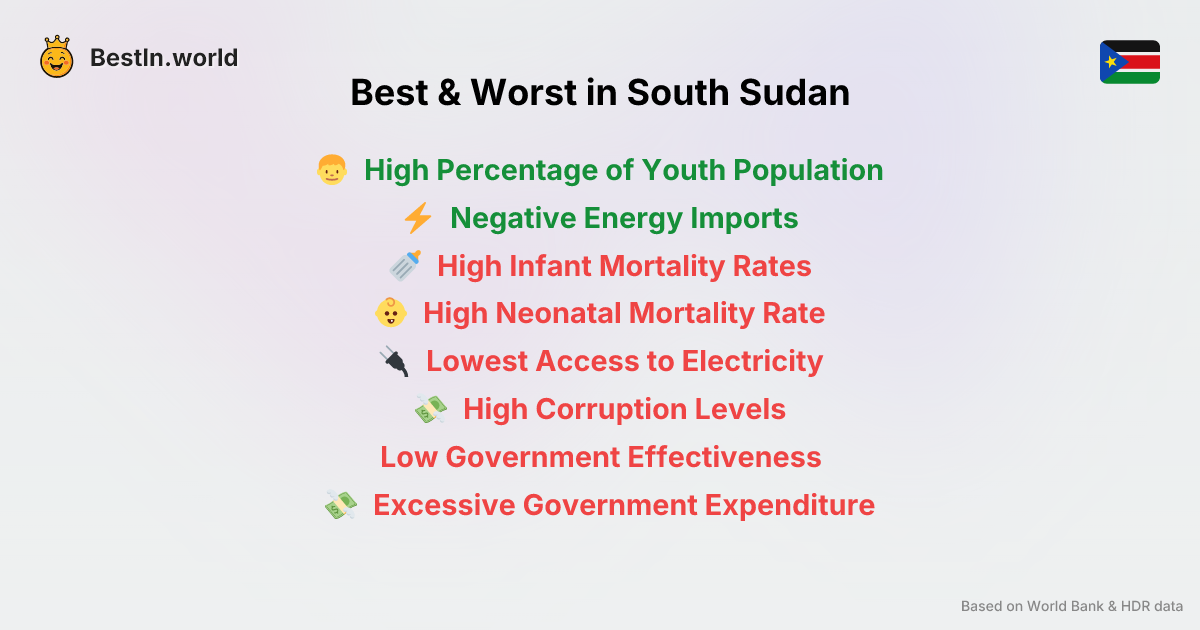 BestIn.world
Best & Worst in South Sudan
High Percentage of Youth Population
Negative Energy Imports
High Infant Mortality Rates
High Neonatal Mortality Rate
Lowest Access to Electricity
High Corruption Levels
Low Government Effectiveness
Excessive Government Expenditure
Based on World Bank & HDR data